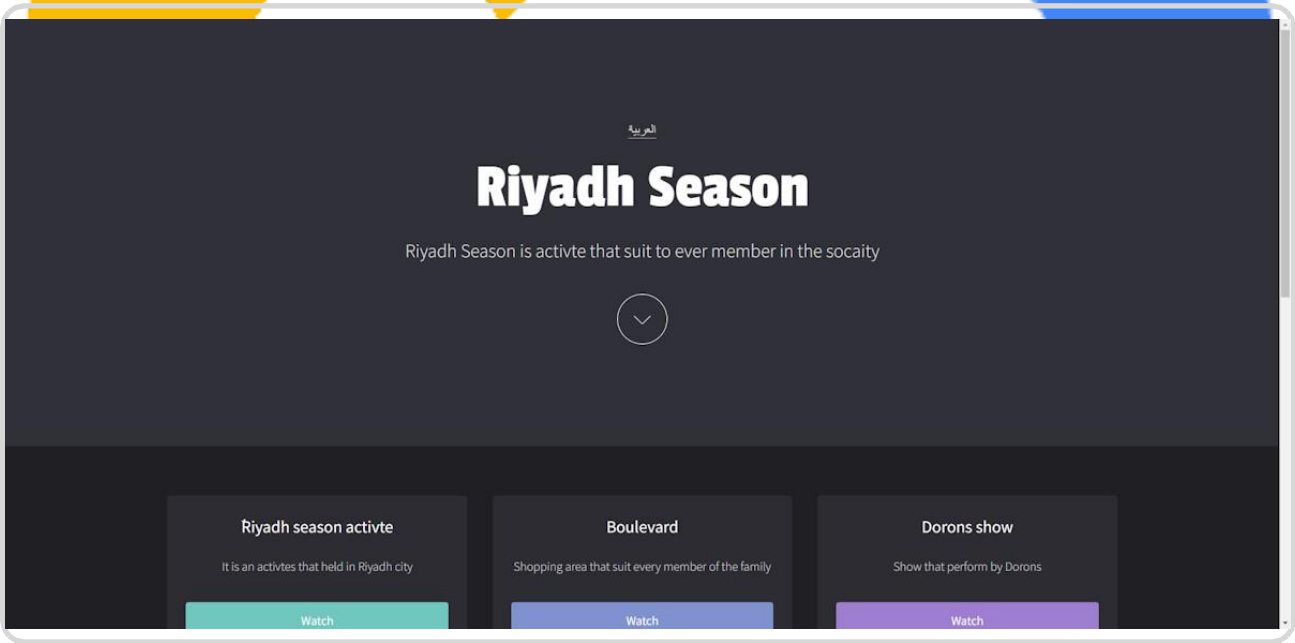 العربية
Riyadh Season
Riyadh Season is activte that suit to ever member in the socaity
Riyadh season activte
It is an activtes that held in Riyadh city
Watch
Boulevard
Shopping area that suit every member of the family
Watch
Dorons show
Show that perform by Dorons
Watch